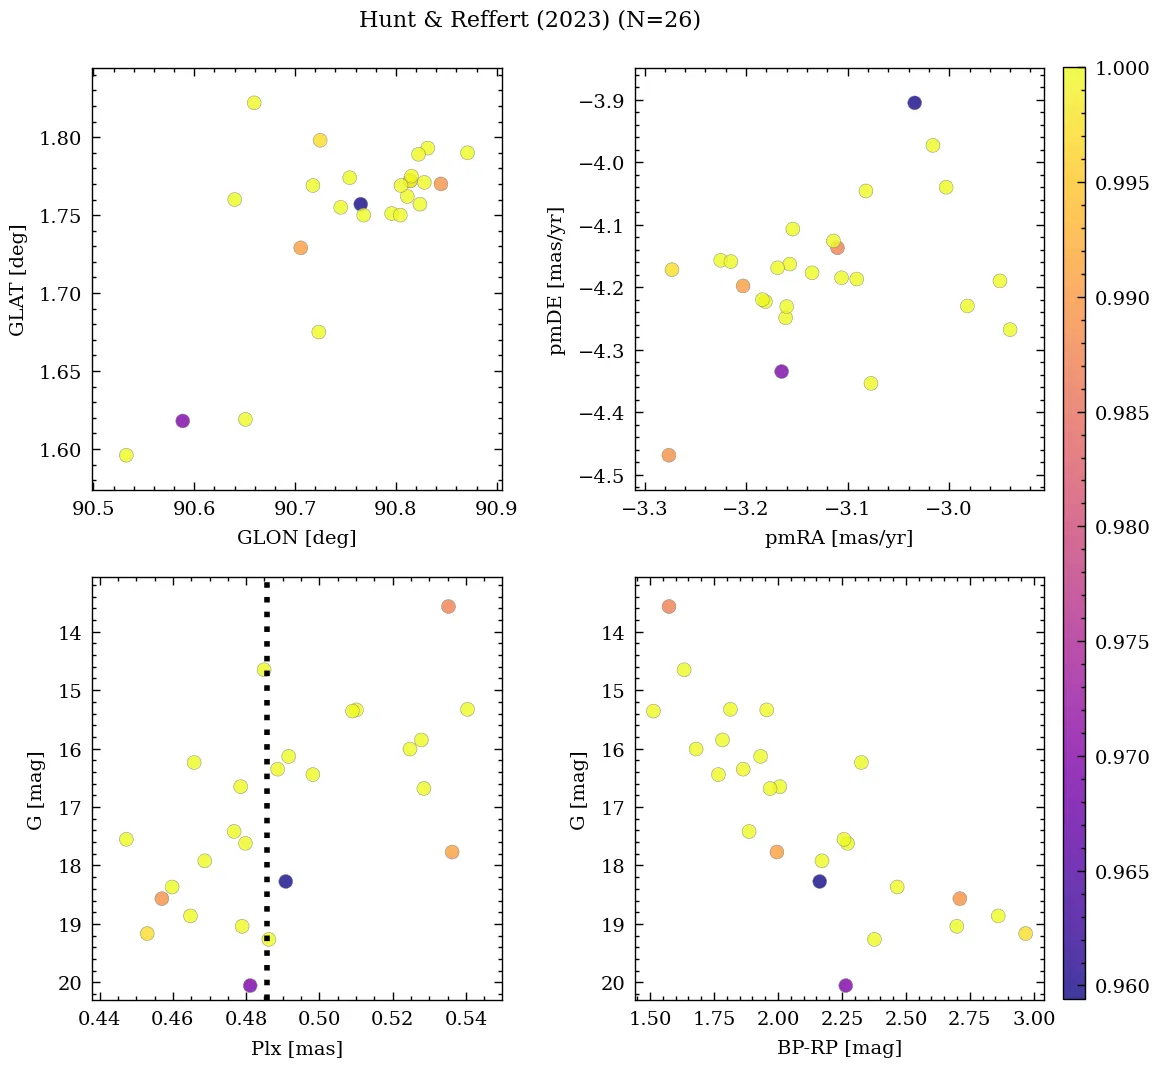 Hunt & Reffert (2023) (N=26)
GLAT [deg]
1.80
1.75
1.70
1.65
1.60
90.5 90.6 90.7 90.8 90.9
GLON [deg]
pmDE [mas/yr]
−3.9
−4.0
−4.1
−4.2
−4.3
−4.4
−4.5
−3.3 −3.2 −3.1 −3.0
pmRA [mas/yr]
G [mag]
14
15
16
17
18
19
20
0.44 0.46 0.48 0.50 0.52 0.54
Plx [mas]
G [mag]
14
15
16
17
18
19
20
1.50 1.75 2.00 2.25 2.50 2.75 3.00
BP-RP [mag]
1.000
0.995
0.990
0.985
0.980
0.975
0.970
0.965
0.960